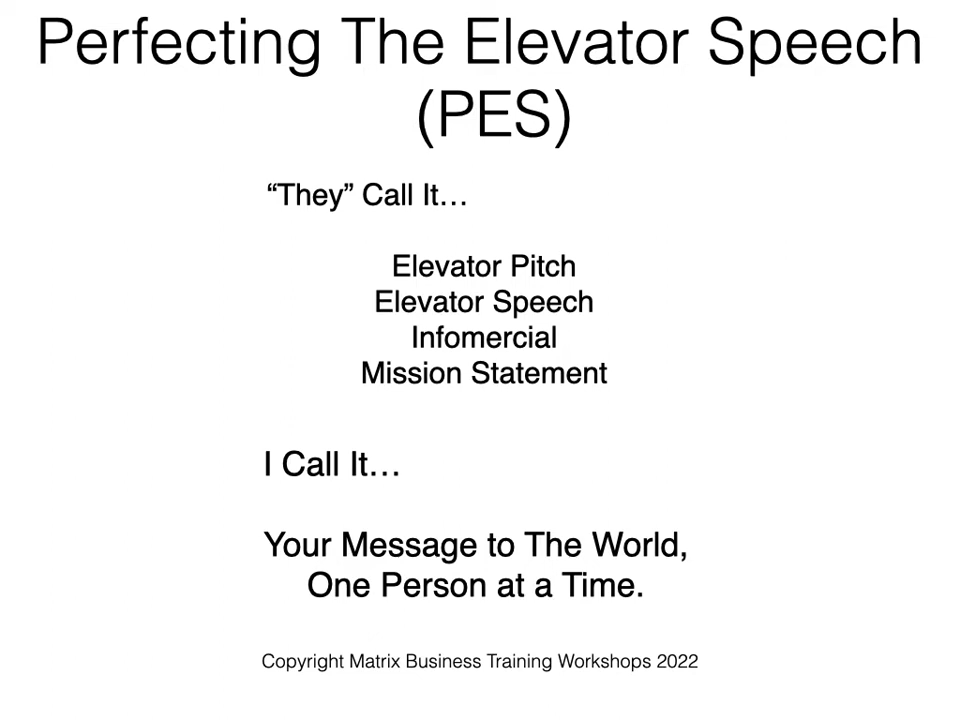 Perfecting The Elevator Speech
(PES)
“They” Call It…
Elevator Pitch
Elevator Speech
Infomercial
Mission Statement
I Call It…
Your Message to The World,
One Person at a Time.
Copyright Matrix Business Training Workshops 2022